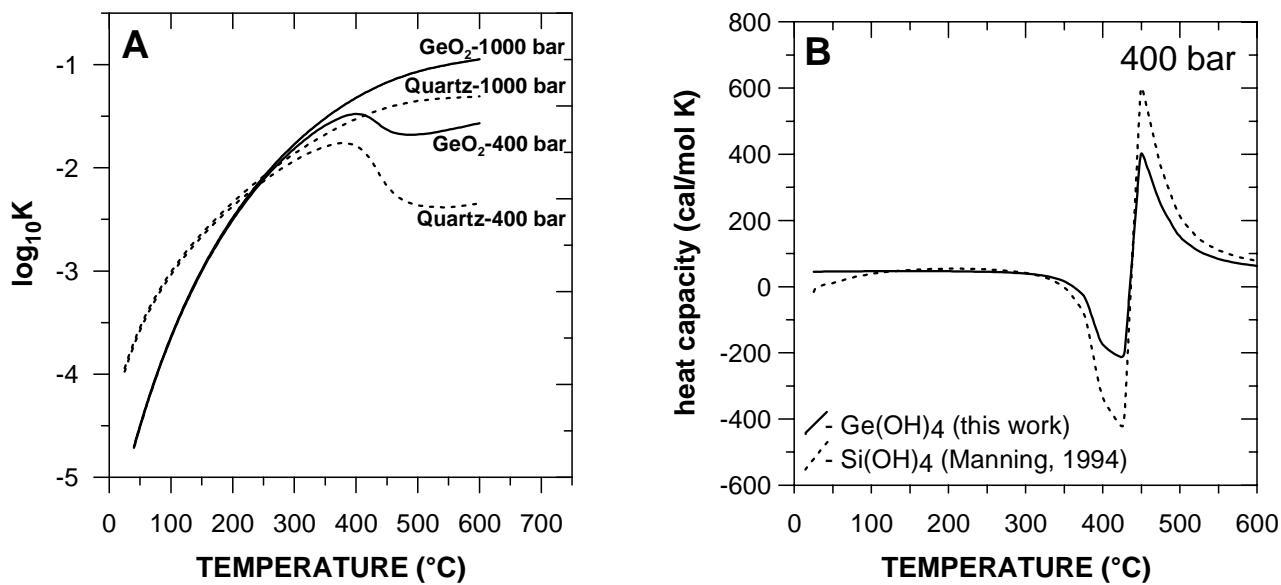 A
GeO2-1000 bar
Quartz-1000 bar
GeO2-400 bar
Quartz-400 bar
-1
-2
-3
-4
-5
log10K
0 100 200 300 400 500 600 700
TEMPERATURE (°C)
B
400 bar
800
600
400
200
0
-200
-400
-600
heat capacity (cal/mol K)
- Ge(OH)4 (this work)
- Si(OH)4 (Manning, 1994)
0 100 200 300 400 500 600
TEMPERATURE (°C)